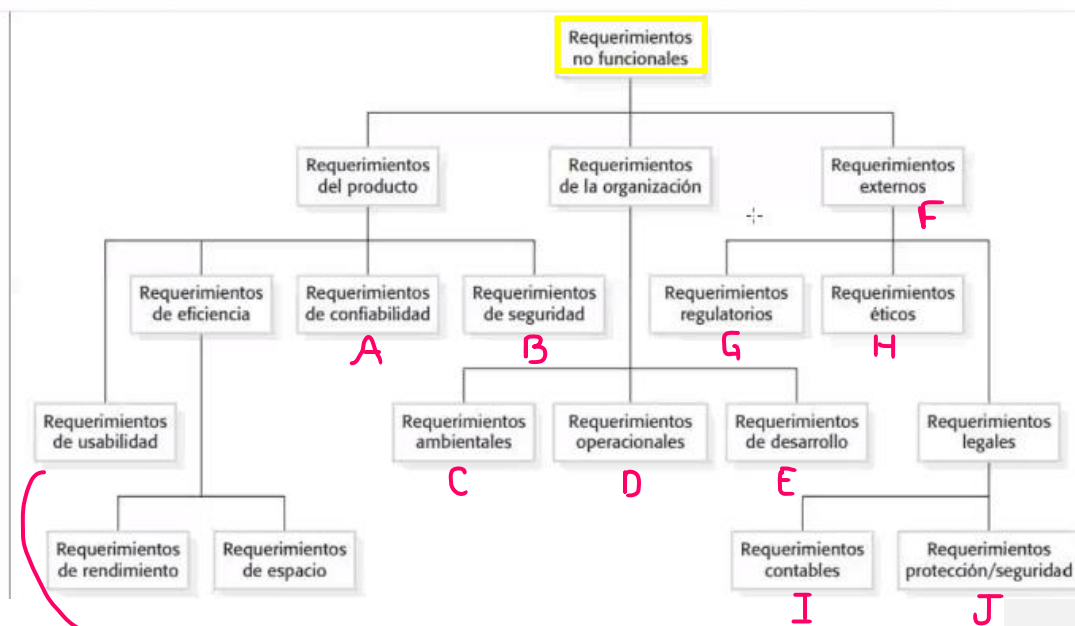 Requerimientos
no funcionales
Requerimientos
del producto
Requerimientos
de la organización
Requerimientos
externos
F
Requerimientos
de eficiencia
Requerimientos
de confiabilidad
A
Requerimientos
de seguridad
B
Requerimientos
regulatorios
G
Requerimientos
éticos
H
Requerimientos
de usabilidad
Requerimientos
ambientales
C
Requerimientos
operacionales
D
Requerimientos
de desarrollo
E
Requerimientos
legales
Requerimientos
de rendimiento
Requerimientos
de espacio
Requerimientos
contables
I
Requerimientos
protección/seguridad
J